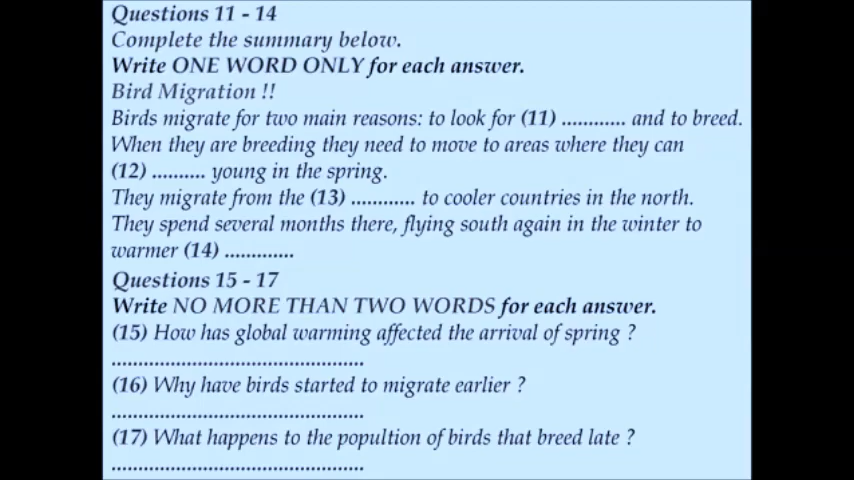 Questions 11 - 14
Complete the summary below.
Write ONE WORD ONLY for each answer.
Bird Migration !!
Birds migrate for two main reasons: to look for (11) ............ and to breed.
When they are breeding they need to move to areas where they can
(12) .......... young in the spring.
They migrate from the (13) ............ to cooler countries in the north.
They spend several months there, flying south again in the winter to
warmer (14) .............
Questions 15 - 17
Write NO MORE THAN TWO WORDS for each answer.
(15) How has global warming affected the arrival of spring ?
................................................
(16) Why have birds started to migrate earlier ?
................................................
(17) What happens to the popultion of birds that breed late ?
................................................